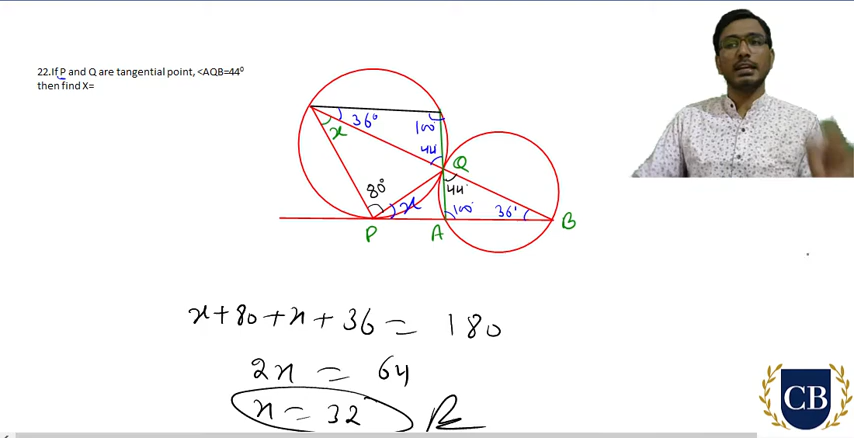 22.If P and Q are tangential point, <AQB=44⁰
then find X=
36°
x
100°
44
Q
80°
44
x
100°
36°
P
A
B
x + 80 + x + 36 = 180
2x = 64
x = 32
CB